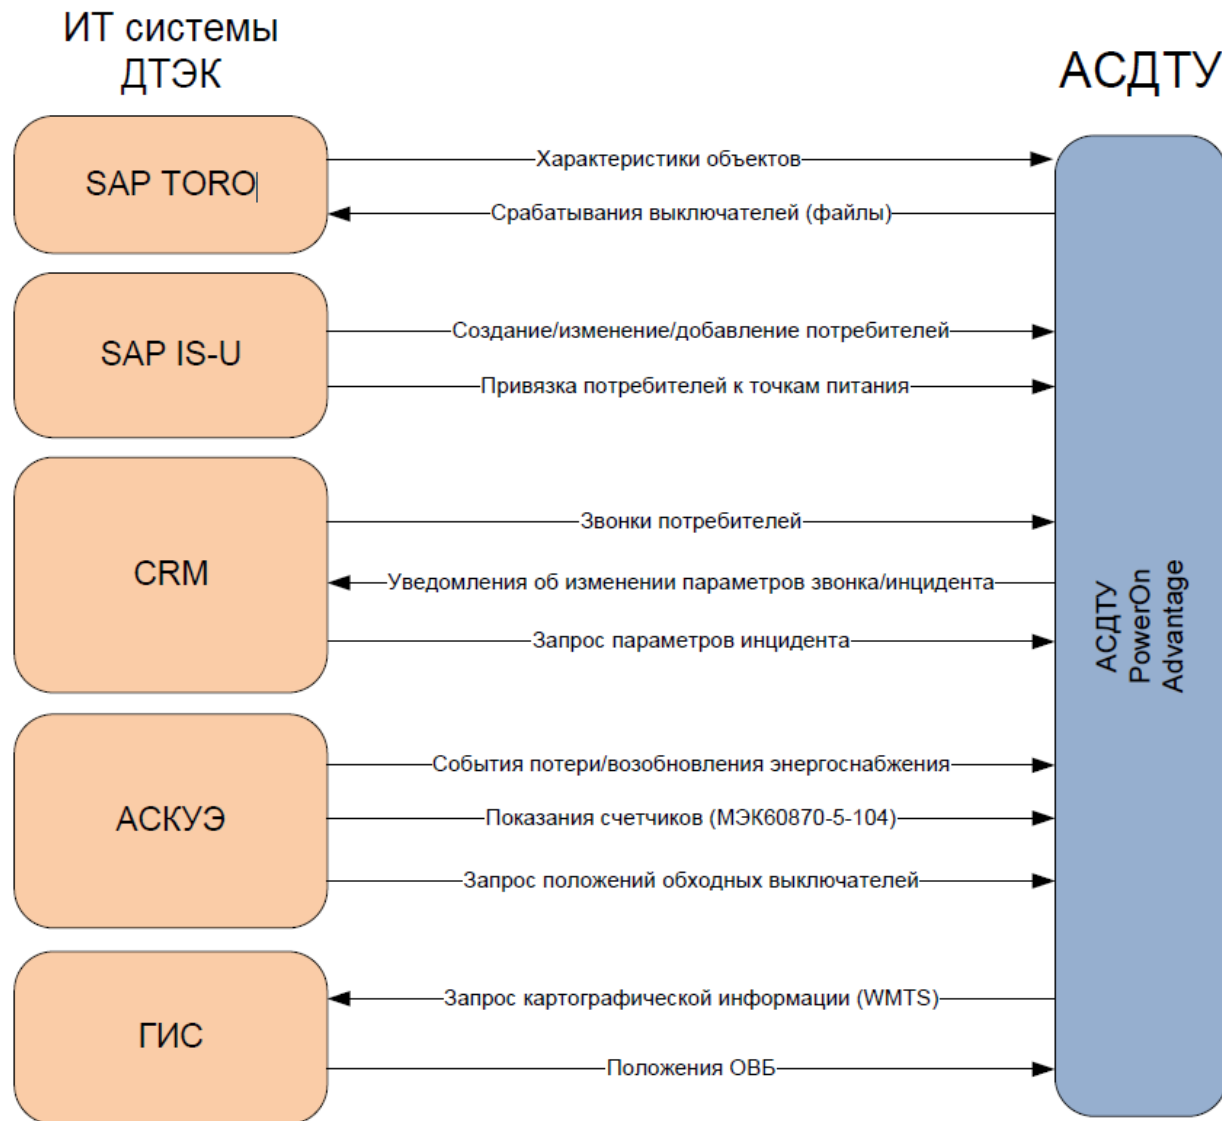 ИТ системы
ДТЭК
АСДТУ
SAP TORO
Характеристики объектов
Срабатывания выключателей (файлы)
SAP IS-U
Создание/изменение/добавление потребителей
Привязка потребителей к точкам питания
CRM
Звонки потребителей
Уведомления об изменении параметров звонка/инцидента
Запрос параметров инцидента
АСКУЭ
События потери/возобновления энергоснабжения
Показания счетчиков (МЭК60870-5-104)
Запрос положений обходных выключателей
ГИС
Запрос картографической информации (WMTS)
Положения ОВБ
АСДТУ
PowerOn
Advantage